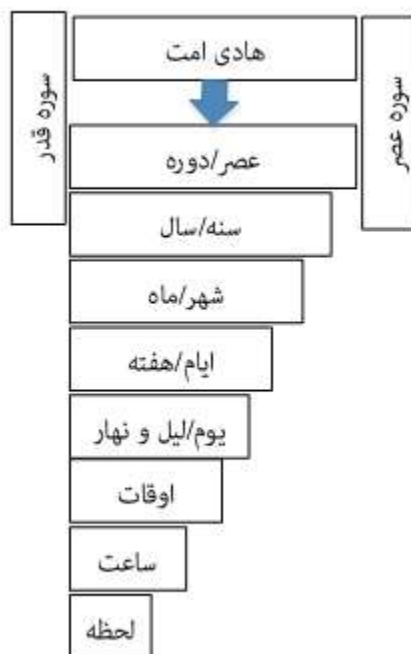 سوره عصر
هادی امت
سوره قدر
عصر/دوره
سنه/سال
شهر/ماه
ایام/هفته
یوم/لیل و نهار
اوقات
ساعت
لحظه